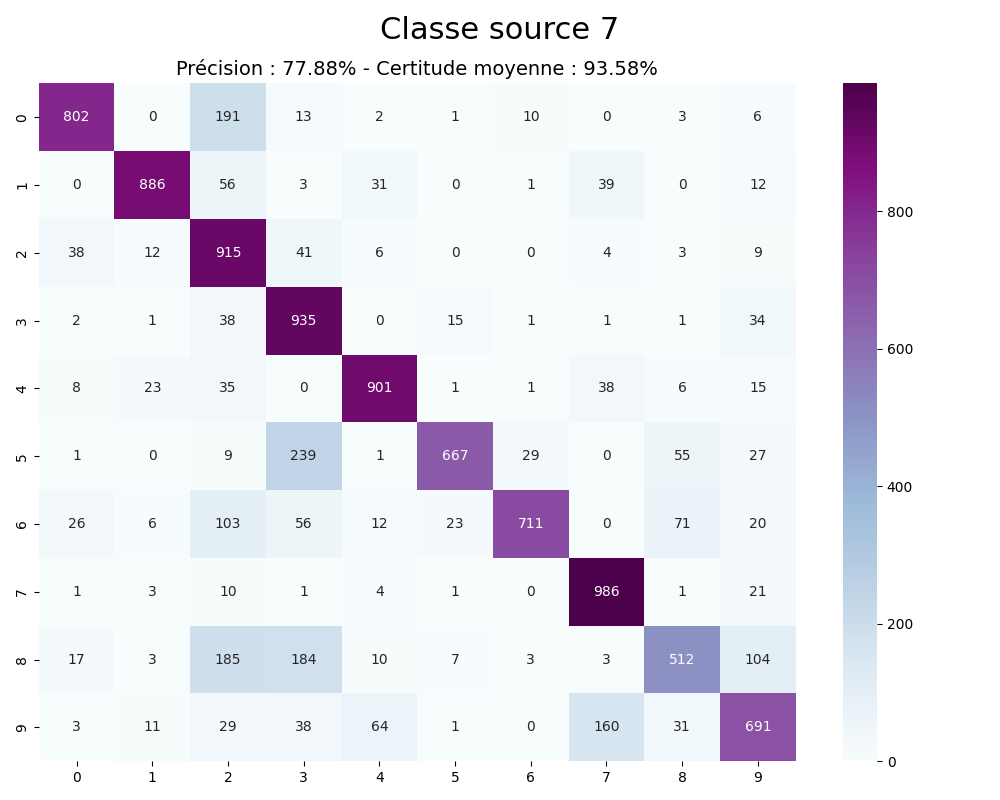 Classe source 7
Précision : 77.88% - Certitude moyenne : 93.58%
0 802 0 191 13 2 1 10 0 3 6
1 0 886 56 3 31 0 1 39 0 12
2 38 12 915 41 6 0 0 4 3 9
3 2 1 38 935 0 15 1 1 1 34
4 8 23 35 0 901 1 1 38 6 15
5 1 0 9 239 1 667 29 0 55 27
6 26 6 103 56 12 23 711 0 71 20
7 1 3 10 1 4 1 0 986 1 21
8 17 3 185 184 10 7 3 3 512 104
9 3 11 29 38 64 1 0 160 31 691
0 1 2 3 4 5 6 7 8 9
800
600
400
200
0